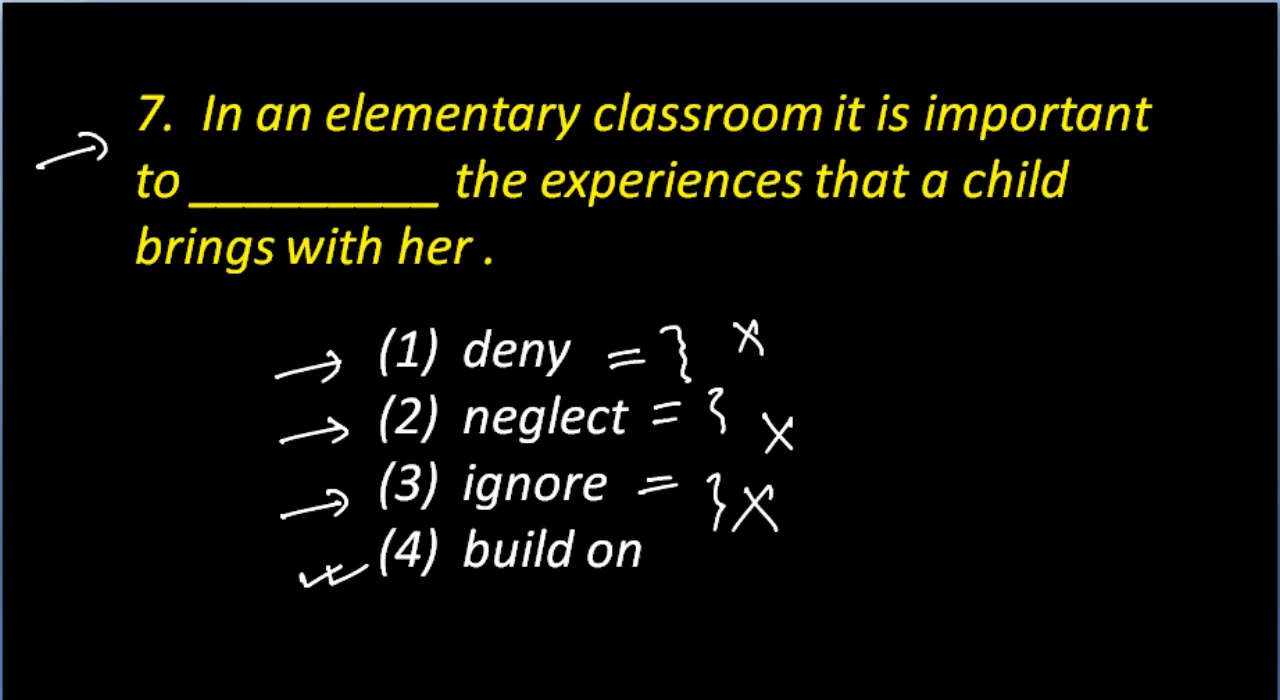 7. In an elementary classroom it is important
to _________ the experiences that a child
brings with her .
(1) deny = } x
(2) neglect = { x
(3) ignore = } x
(4) build on